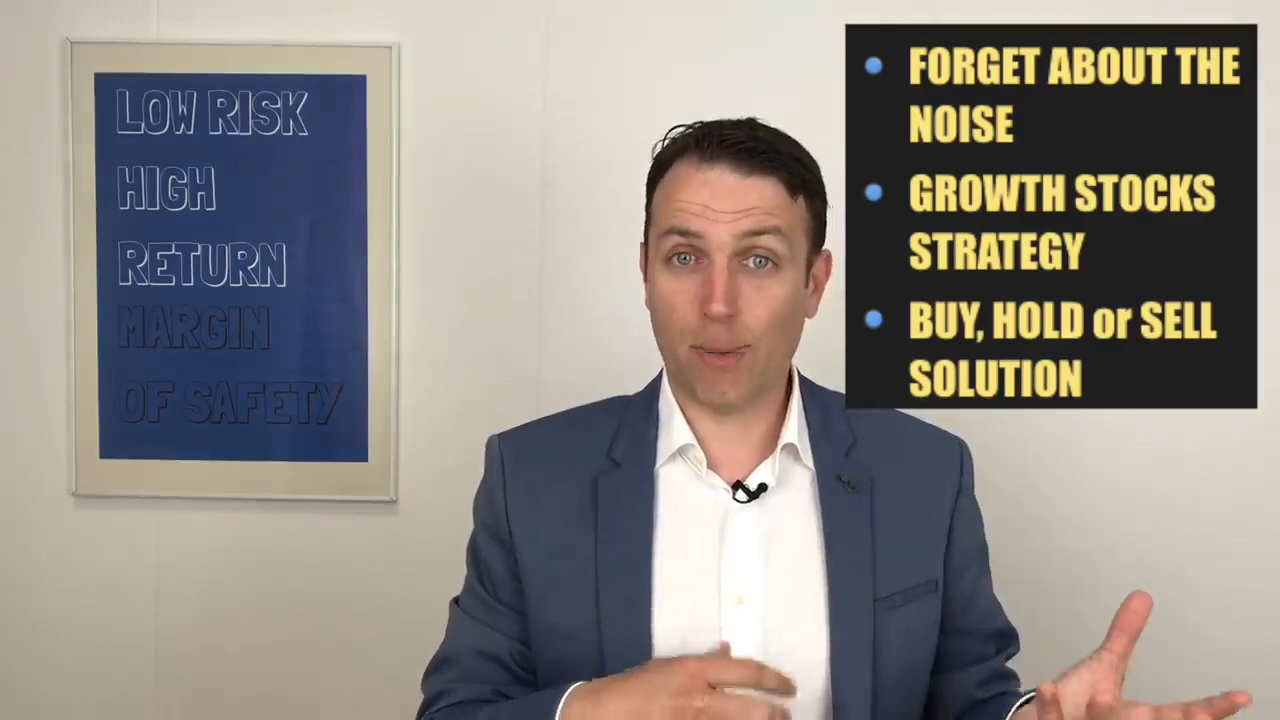 LOW RISK
HIGH
RETURN
MARGIN
OF SAFETY
FORGET ABOUT THE
NOISE
GROWTH STOCKS
STRATEGY
BUY, HOLD or SELL
SOLUTION